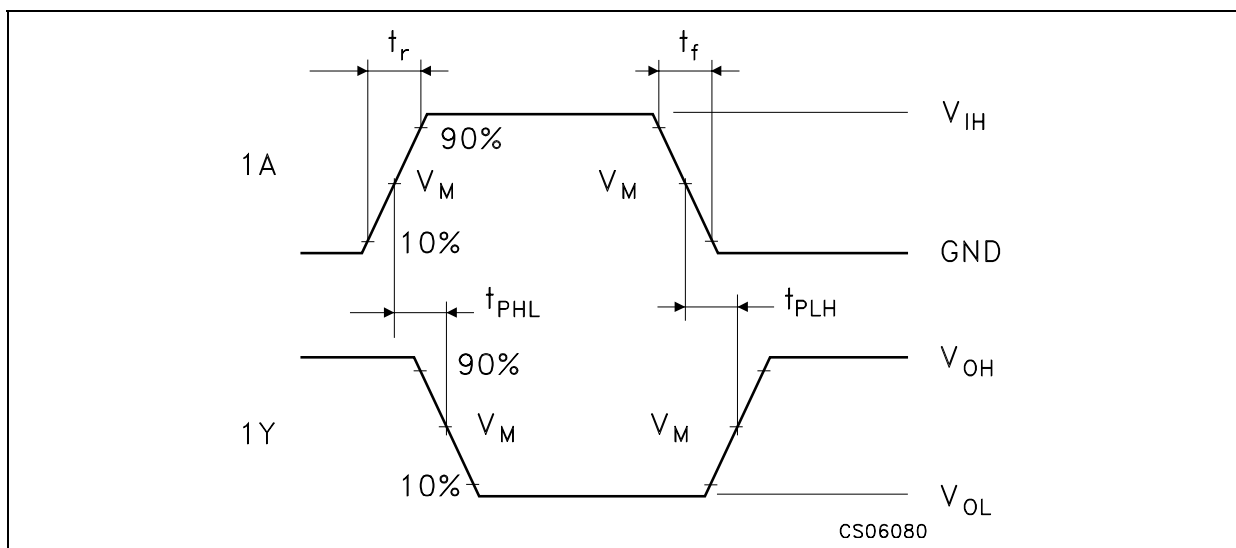 tr tf
VIH
90%
1A VM VM
10% GND
tPHL tPLH
90% VOH
1Y VM VM
10% VOL
CS06080